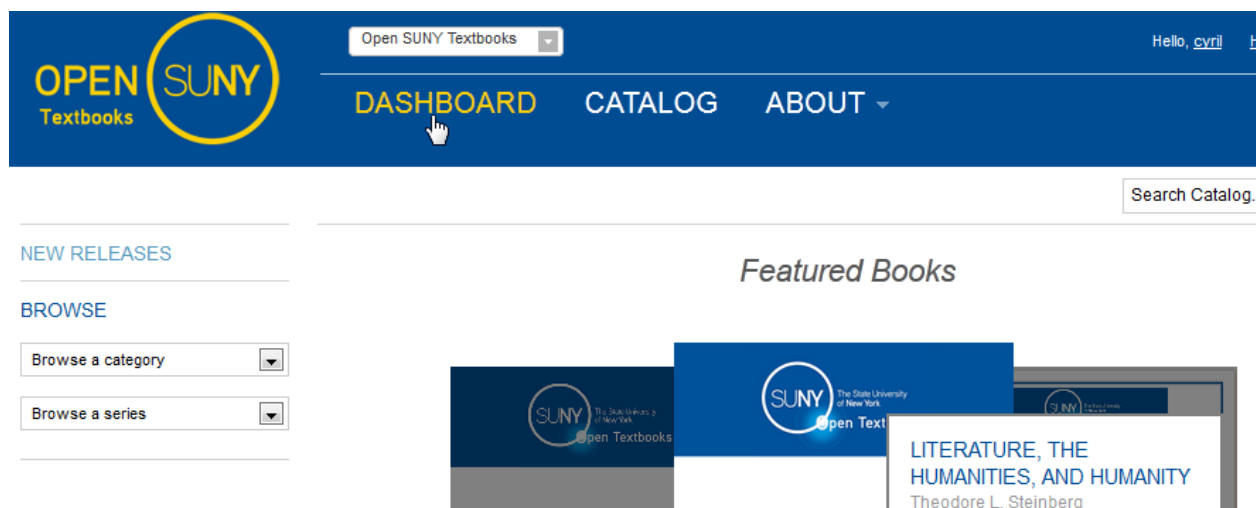 OPEN SUNY
Textbooks
Open SUNY Textbooks
Hello, cyril
DASHBOARD CATALOG ABOUT
Search Catalog.
NEW RELEASES
BROWSE
Browse a category
Browse a series
Featured Books
SUNY
Open Textbooks
SUNY The State University
of New York
Open Text
SUNY
LITERATURE, THE
HUMANITIES, AND HUMANITY
Theodore L. Steinberg